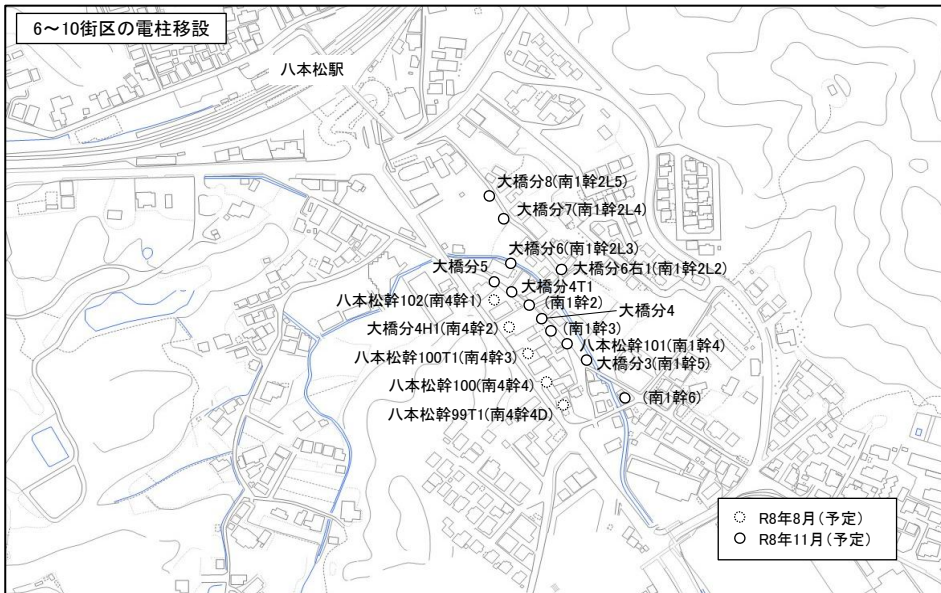 6～10街区の電柱移設
八本松駅
大橋分8(南1幹2L5)
大橋分7(南1幹2L4)
大橋分6(南1幹2L3)
大橋分5
大橋分6右1(南1幹2L2)
大橋分4T1
八本松幹102(南4幹1)
(南1幹2)
大橋分4
大橋分4H1(南4幹2)
(南1幹3)
八本松幹101(南1幹4)
八本松幹100T1(南4幹3)
大橋分3(南1幹5)
八本松幹100(南4幹4)
(南1幹6)
八本松幹99T1(南4幹4D)
R8年8月(予定)
R8年11月(予定)